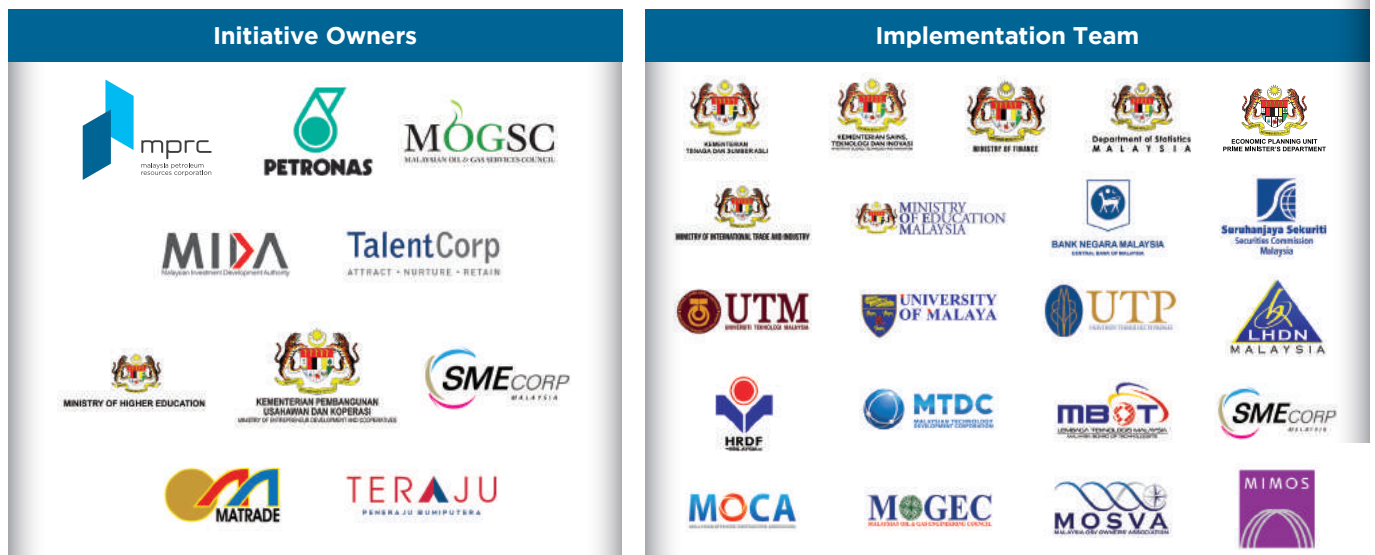 Initiative Owners
mprc
malaysia petroleum
resources corporation
PETRONAS
MOGSC
MALAYSIAN OIL & GAS SERVICES COUNCIL
MIDA
Malaysian Investment Development Authority
TalentCorp
ATTRACT • NURTURE • RETAIN
MINISTRY OF HIGHER EDUCATION
KEMENTERIAN PEMBANGUNAN
USAHAWAN DAN KOPERASI
MINISTRY OF ENTREPRENEUR DEVELOPMENT AND COOPERATIVES
SMECORP
MALAYSIA
MATRADE
TERAJU
PENERAJU BUMIPUTERA
Implementation Team
KEMENTERIAN
TENAGA DAN SUMBER ASLI
KEMENTERIAN SAINS,
TEKNOLOGI DAN INOVASI
MINISTRY OF FINANCE
Department of Statistics
MALAYSIA
ECONOMIC PLANNING UNIT
PRIME MINISTER'S DEPARTMENT
MINISTRY OF INTERNATIONAL TRADE AND INDUSTRY
MINISTRY
OF EDUCATION
MALAYSIA
BANK NEGARA MALAYSIA
CENTRAL BANK OF MALAYSIA
Suruhanjaya Sekuriti
Securities Commission
Malaysia
UTM
UNIVERSITI TEKNOLOGI MALAYSIA
UNIVERSITY
OF MALAYA
UTP
UNIVERSITI TEKNOLOGI PETRONAS
LHDN
MALAYSIA
HRDF
MTDC
MALAYSIAN TECHNOLOGY
DEVELOPMENT CORPORATION
MBOT
LEMBAGA TEKNOLOGIS MALAYSIA
MALAYSIA BOARD OF TECHNOLOGISTS
SMECORP
MALAYSIA
MOCA
MOGEC
MALAYSIAN OIL & GAS ENGINEERING COUNCIL
MOSVA
MALAYSIA OSV OWNERS' ASSOCIATION
MIMOS